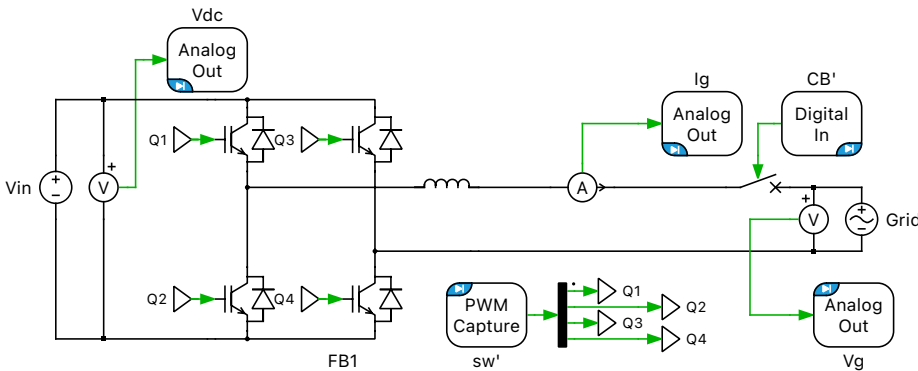 Vdc
Analog
Out
Ig
Analog
Out
CB'
Digital
In
Q1
Q3
Vin
+
−
+
V
A
+
V
+
−
Grid
Q2
Q4
FB1
PWM
Capture
sw'
Q1
Q2
Q3
Q4
Analog
Out
Vg